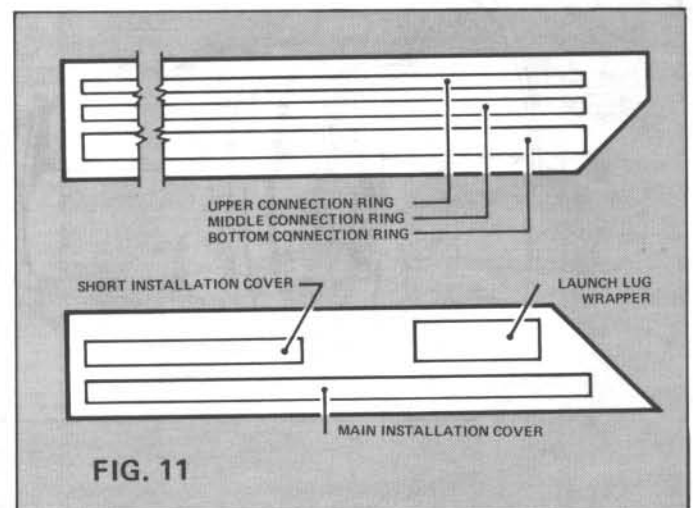 UPPER CONNECTION RING
MIDDLE CONNECTION RING
BOTTOM CONNECTION RING
SHORT INSTALLATION COVER
LAUNCH LUG
WRAPPER
MAIN INSTALLATION COVER
FIG. 11